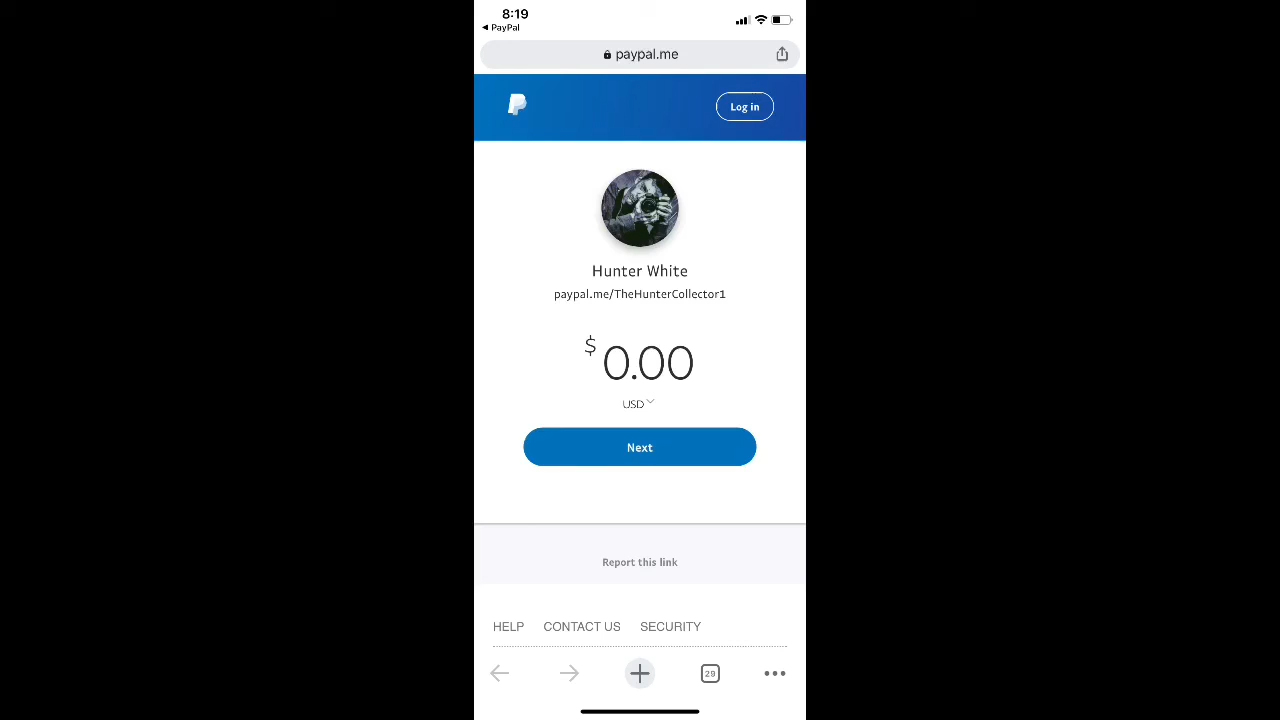 8:19
◀ PayPal
paypal.me
Log in
Hunter White
paypal.me/TheHunterCollector1
$ 0.00
USD
Next
Report this link
HELP CONTACT US SECURITY
29